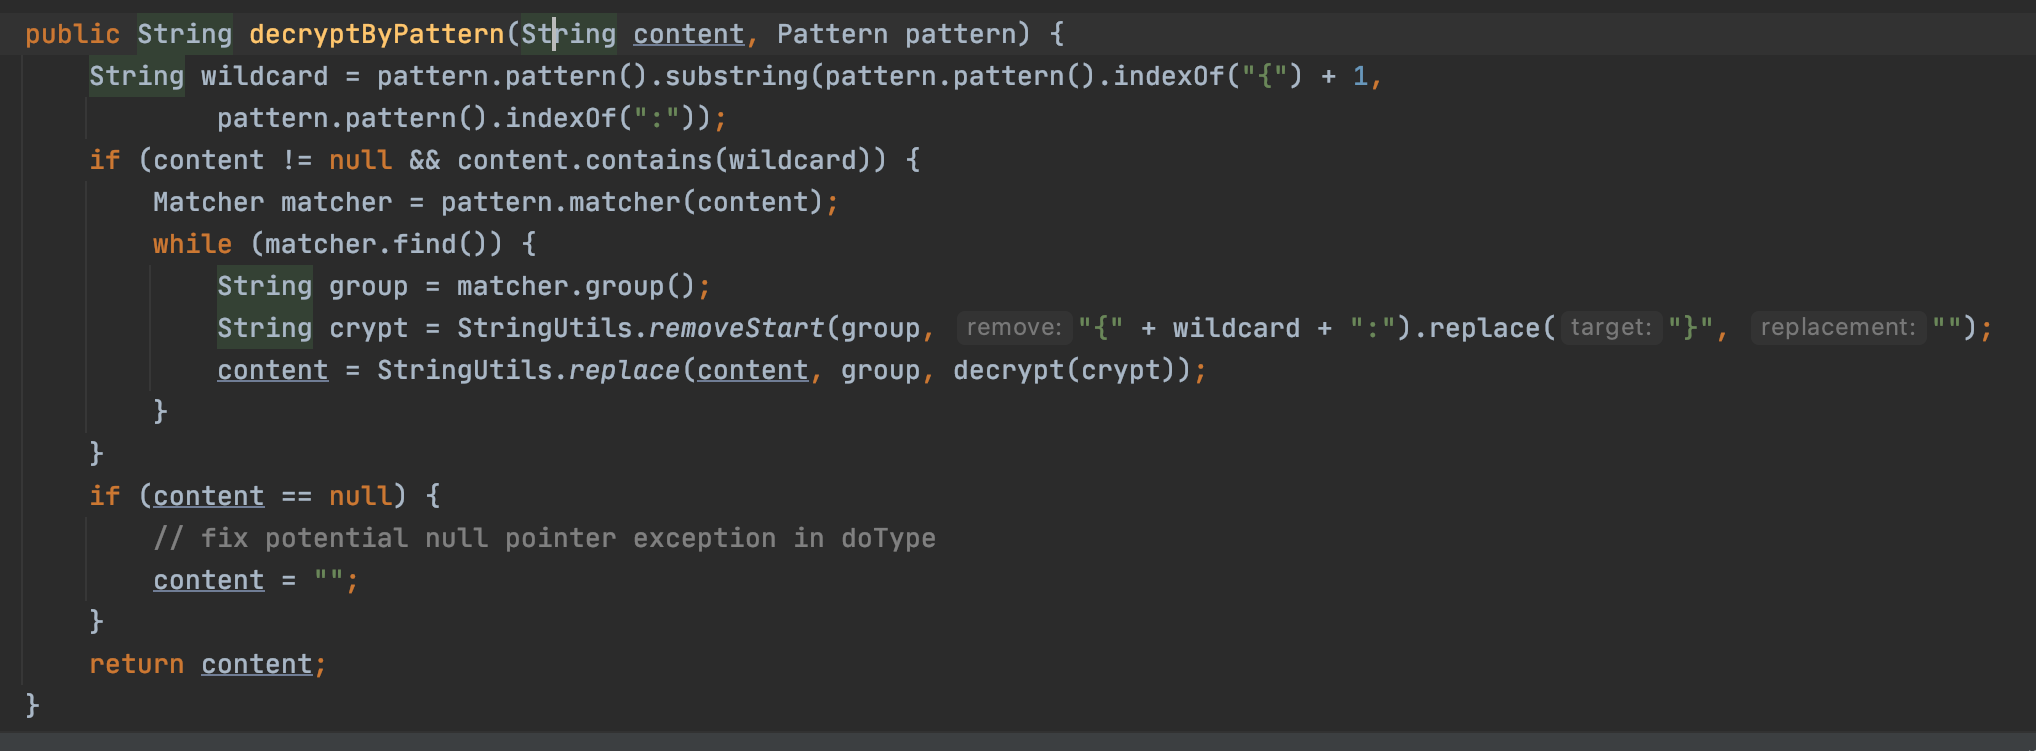 public String decryptByPattern(String content, Pattern pattern) {
    String wildcard = pattern.pattern().substring(pattern.pattern().indexOf("{") + 1,
            pattern.pattern().indexOf(":"));
    if (content != null && content.contains(wildcard)) {
        Matcher matcher = pattern.matcher(content);
        while (matcher.find()) {
            String group = matcher.group();
            String crypt = StringUtils.removeStart(group, remove: "{" + wildcard + ":").replace( target: "}", replacement: "");
            content = StringUtils.replace(content, group, decrypt(crypt));
        }
    }
    if (content == null) {
        // fix potential null pointer exception in doType
        content = "";
    }
    return content;
}